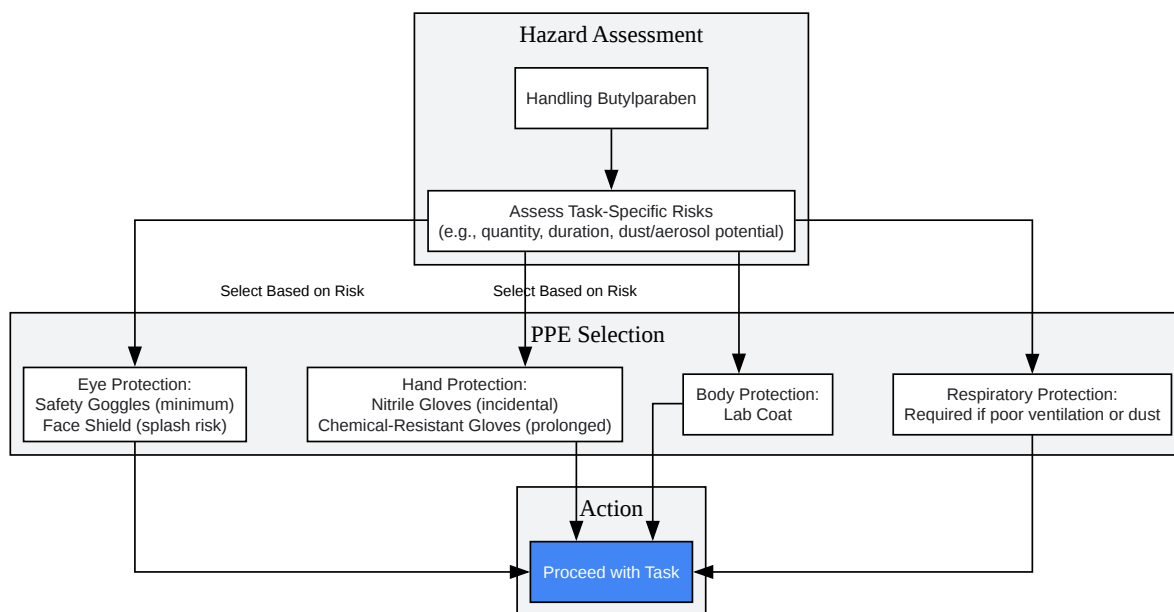 Hazard Assessment
Handling Butylparaben
Assess Task-Specific Risks
(e.g., quantity, duration, dust/aerosol potential)
Select Based on Risk
Select Based on Risk
PPE Selection
Eye Protection:
Safety Goggles (minimum)
Face Shield (splash risk)
Hand Protection:
Nitrile Gloves (incidental)
Chemical-Resistant Gloves (prolonged)
Body Protection:
Lab Coat
Respiratory Protection:
Required if poor ventilation or dust
Action
Proceed with Task